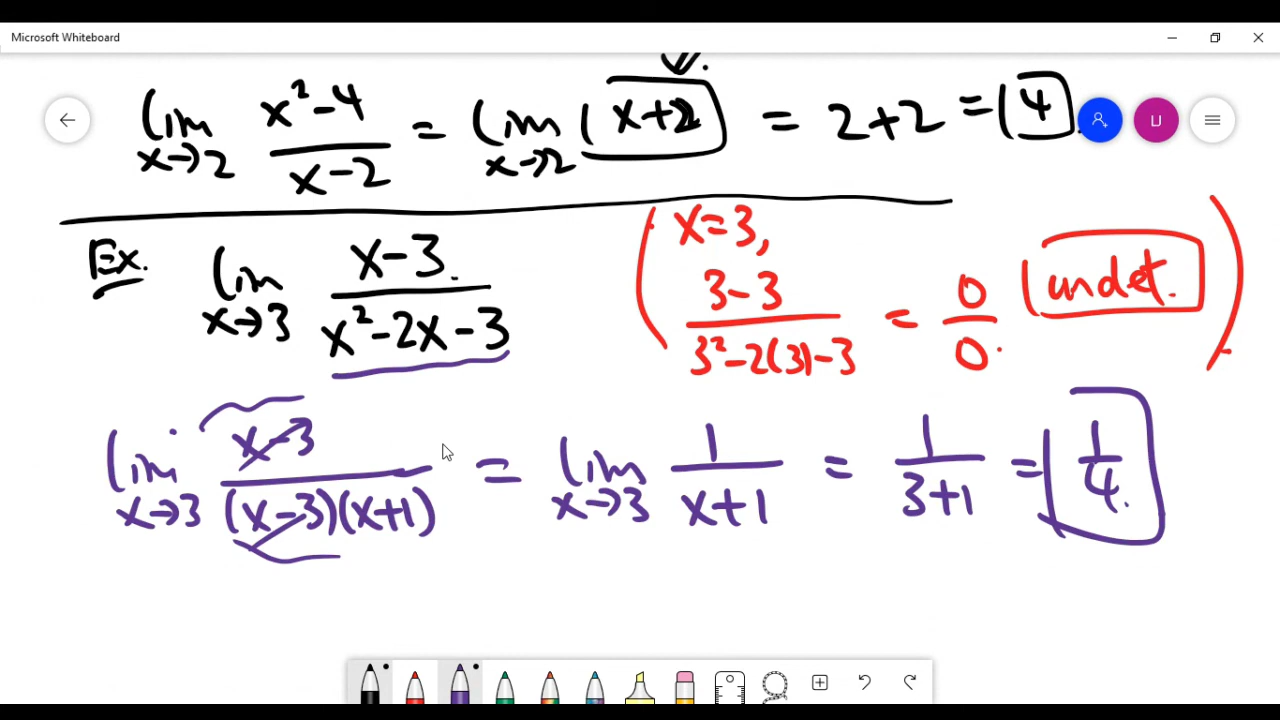 Microsoft Whiteboard
lim x→2 (x²-4)/(x-2) = lim x→2 (x+2) = 2+2 = 4.
U
Ex. lim x→3 (x-3)/(x²-2x-3)
(x=3,
(3-3)/(3²-2(3)-3) = 0/0. undet.)
lim x→3 (x-3)/((x-3)(x+1)) = lim x→3 1/(x+1) = 1/(3+1) = 1/4.